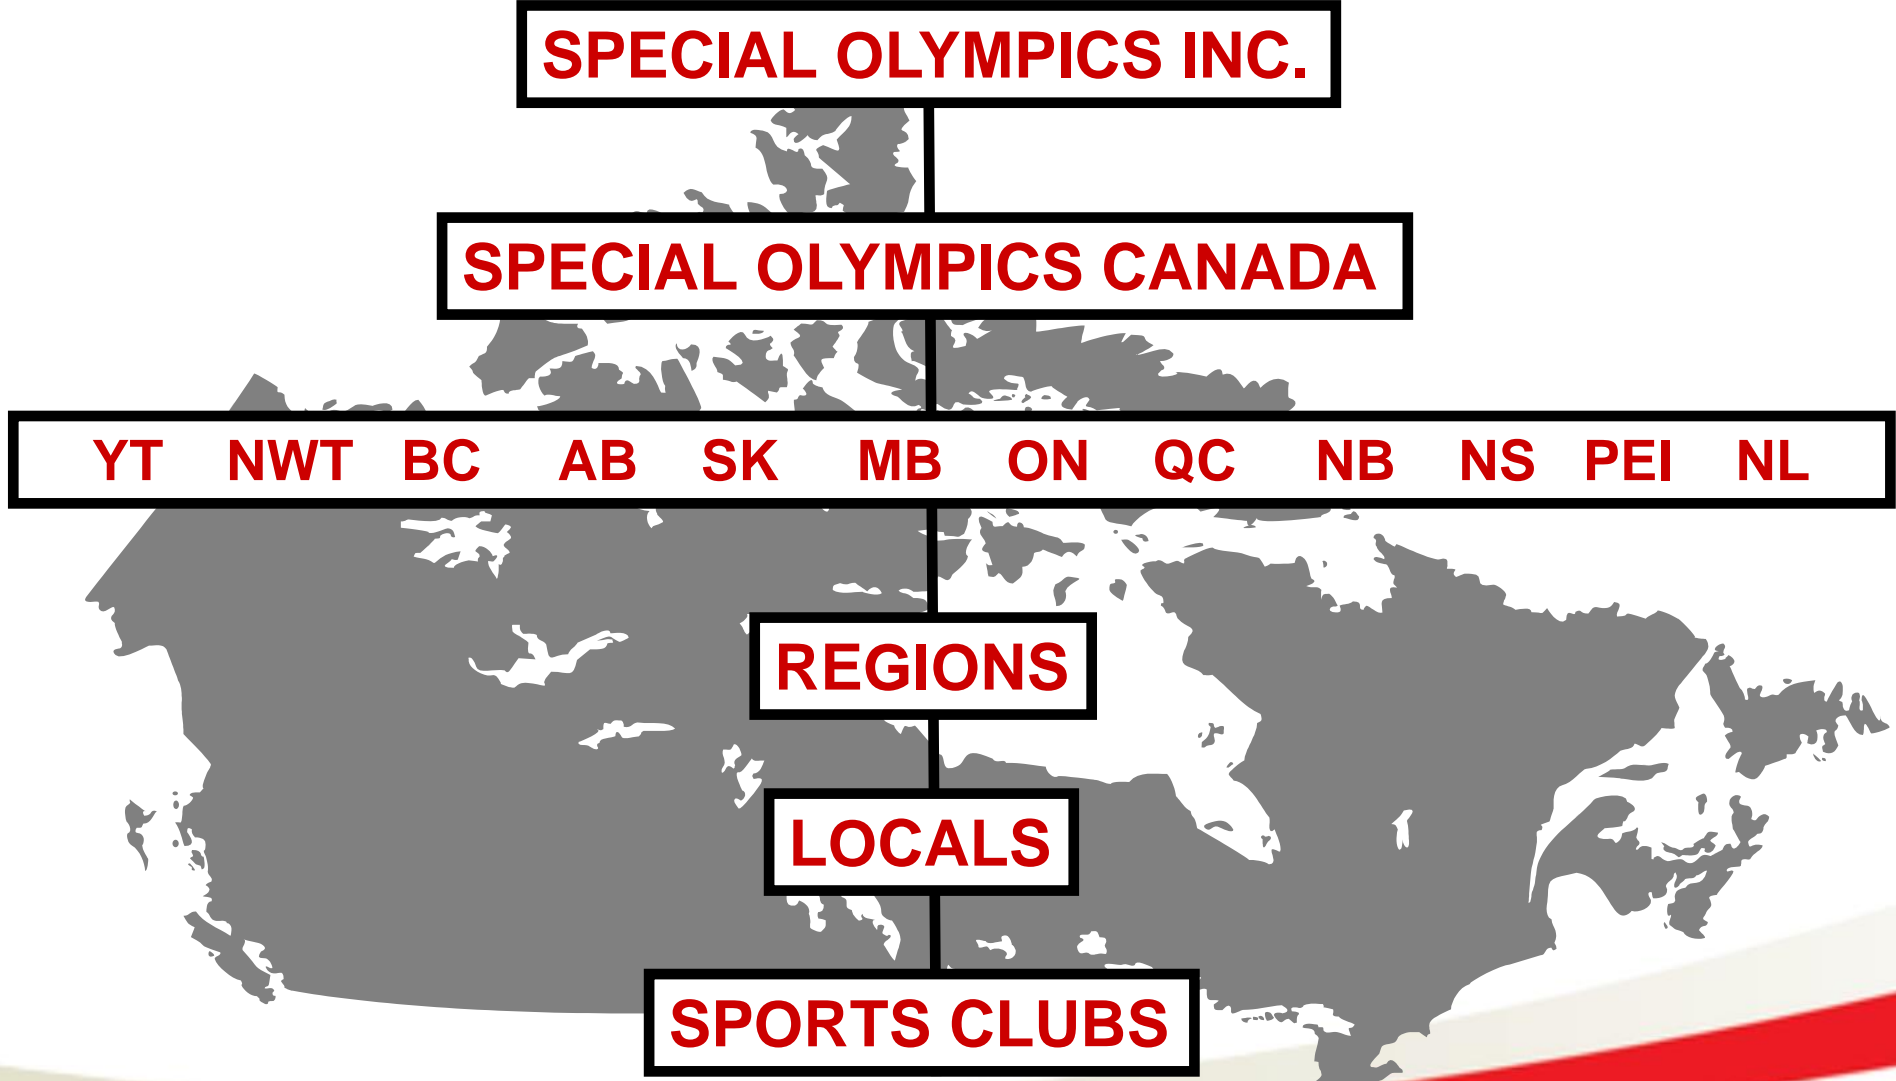 SPECIAL OLYMPICS INC.
SPECIAL OLYMPICS CANADA
YT NWT BC AB SK MB ON QC NB NS PEI NL
REGIONS
LOCALS
SPORTS CLUBS